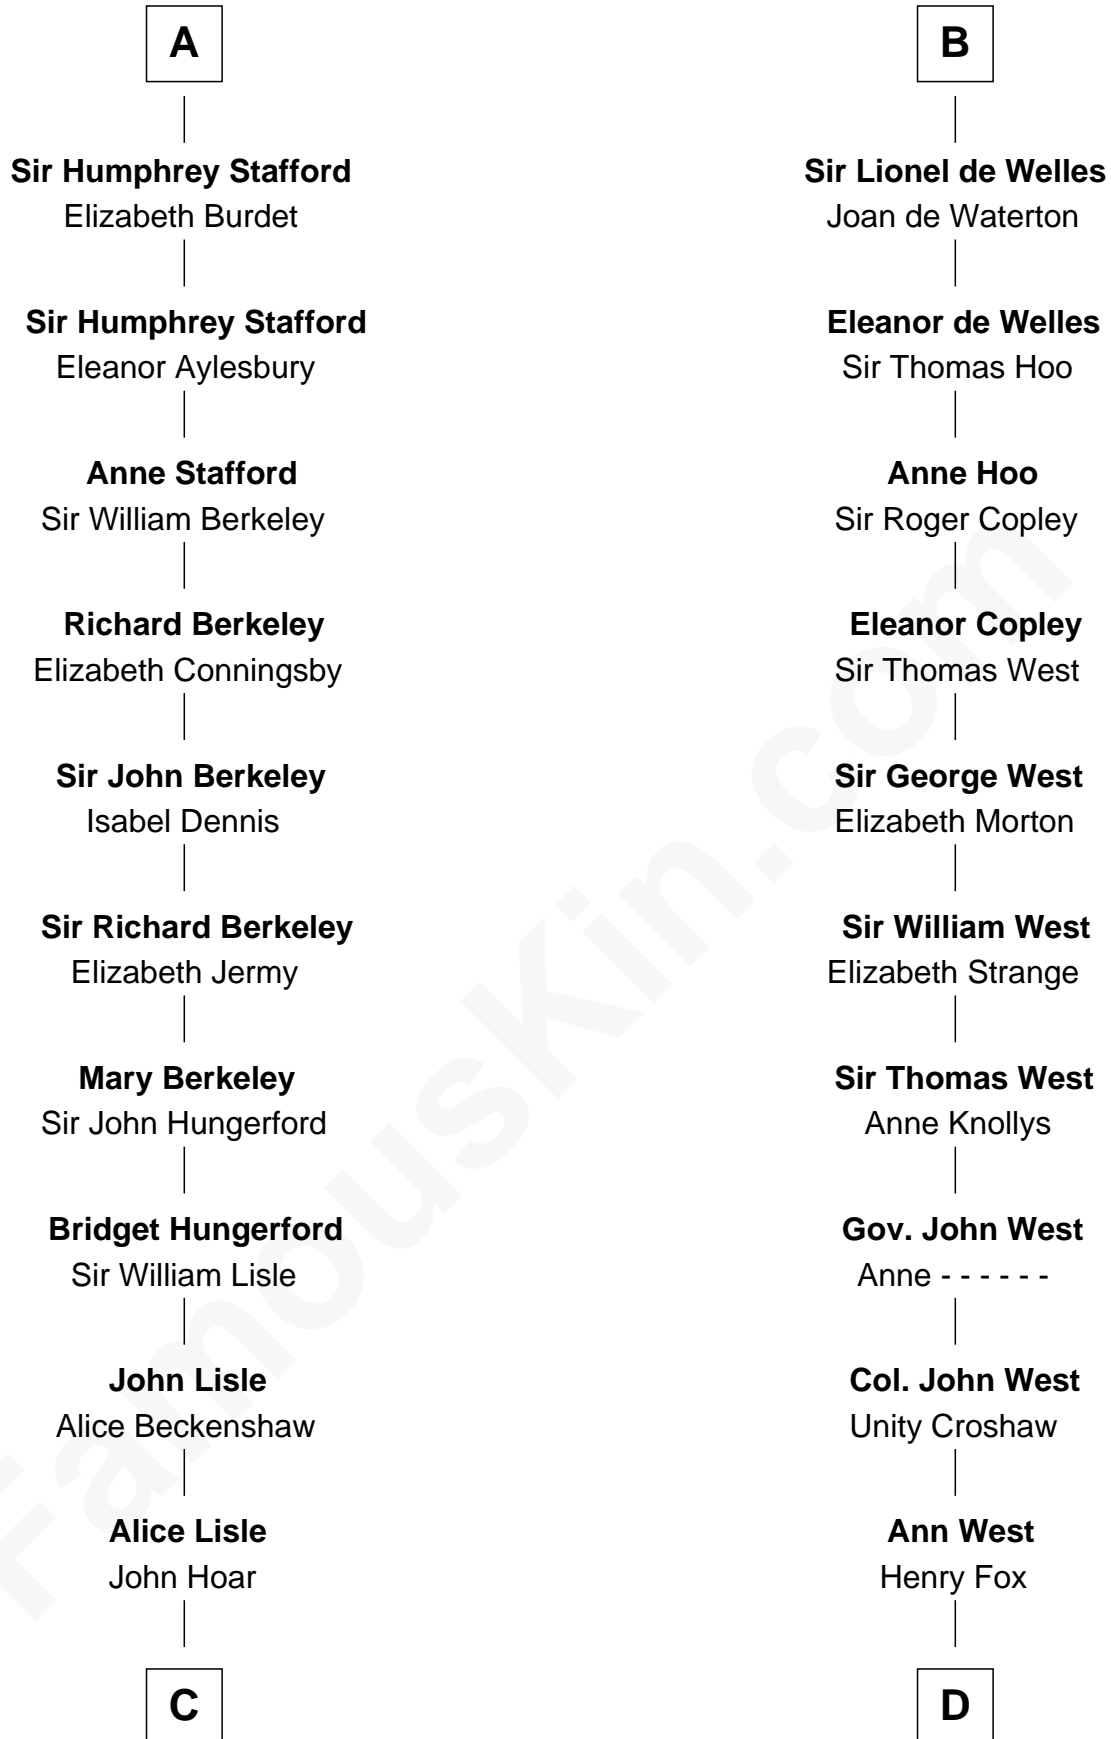 A
Sir Humphrey Stafford
Elizabeth Burdet
Sir Humphrey Stafford
Eleanor Aylesbury
Anne Stafford
Sir William Berkeley
Richard Berkeley
Elizabeth Conningsby
Sir John Berkeley
Isabel Dennis
Sir Richard Berkeley
Elizabeth Jermy
Mary Berkeley
Sir John Hungerford
Bridget Hungerford
Sir William Lisle
John Lisle
Alice Beckenshaw
Alice Lisle
John Hoar
C
B
Sir Lionel de Welles
Joan de Waterton
Eleanor de Welles
Sir Thomas Hoo
Anne Hoo
Sir Roger Copley
Eleanor Copley
Sir Thomas West
Sir George West
Elizabeth Morton
Sir William West
Elizabeth Strange
Sir Thomas West
Anne Knollys
Gov. John West
Anne - - - - - -
Col. John West
Unity Croshaw
Ann West
Henry Fox
D
FamousKin.com